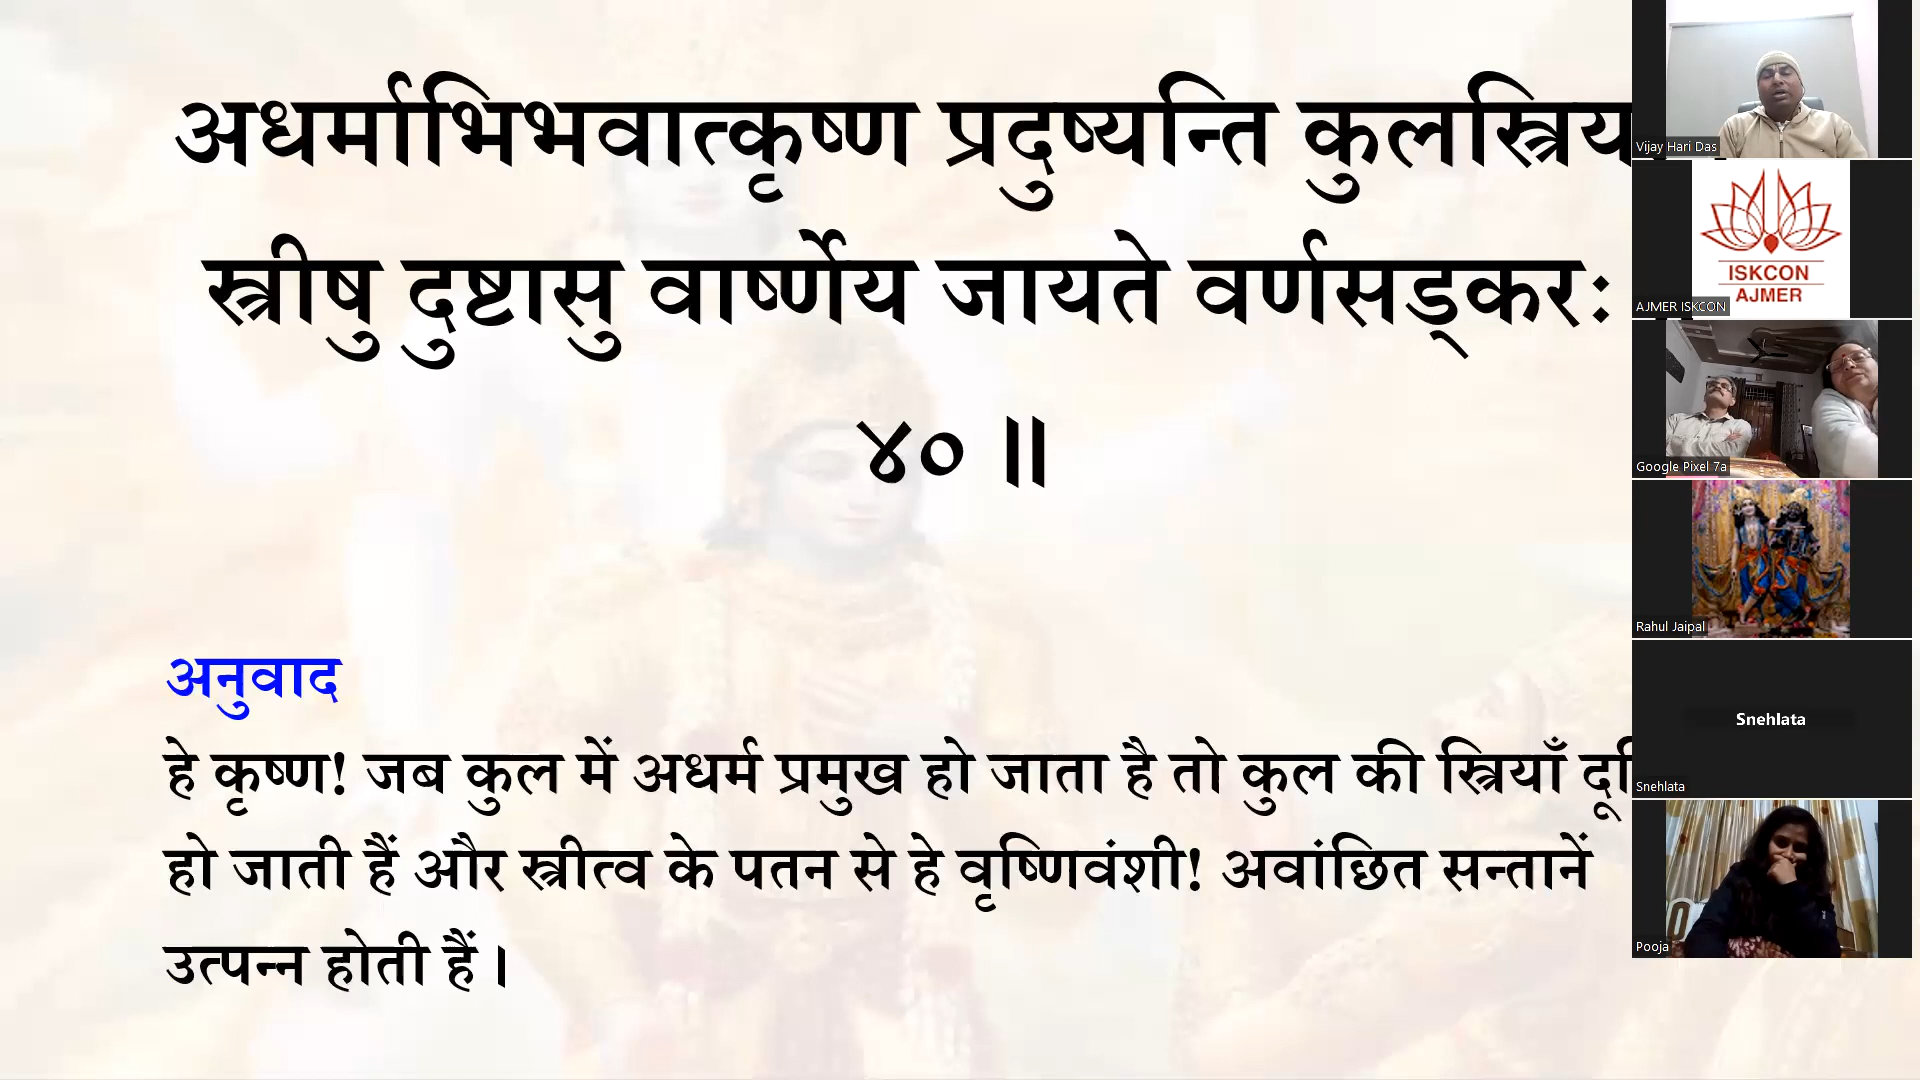 अधर्माभिभवात्कृष्ण प्रदुष्यन्ति कुलस्त्रिय
स्त्रीषु दुष्टासु वार्ष्णेय जायते वर्णसड्करः
४० ॥
अनुवाद
हे कृष्ण! जब कुल में अधर्म प्रमुख हो जाता है तो कुल की स्त्रियाँ
हो जाती हैं और स्त्रीत्व के पतन से हे वृष्णिवंशी! अवांछित सन्तानें
उत्पन्न होती हैं।
Vijay Hari Das
ISKCON
AJMER
AJMER ISKCON
Google Pixel 7a
Rahul Jaipal
Snehlata
Snehlata
Pooja